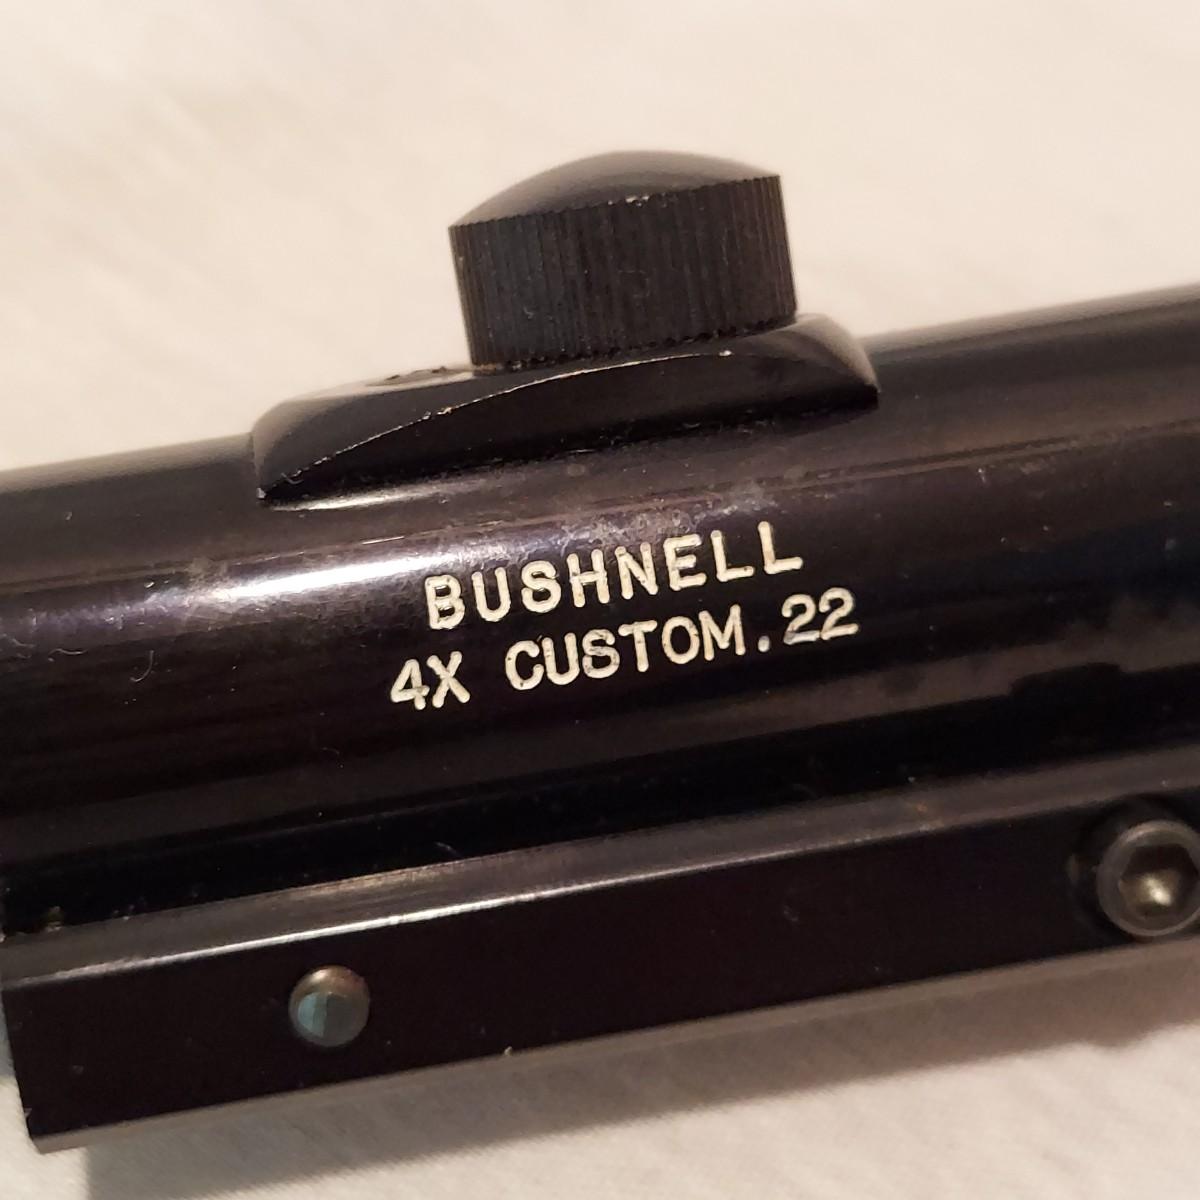 BUSHNELL
4X CUSTOM .22